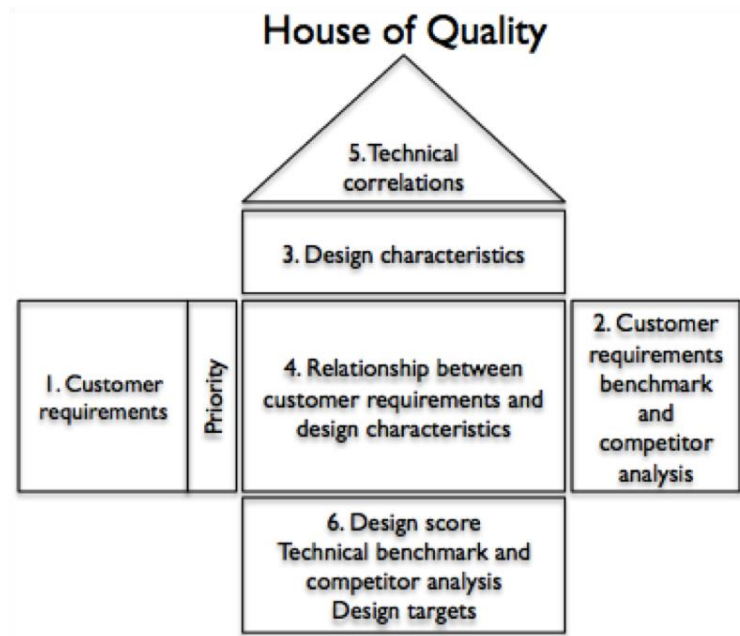 House of Quality
5. Technical
correlations
3. Design characteristics
1. Customer
requirements
Priority
4. Relationship between
customer requirements and
design characteristics
2. Customer
requirements
benchmark
and
competitor
analysis
6. Design score
Technical benchmark and
competitor analysis
Design targets